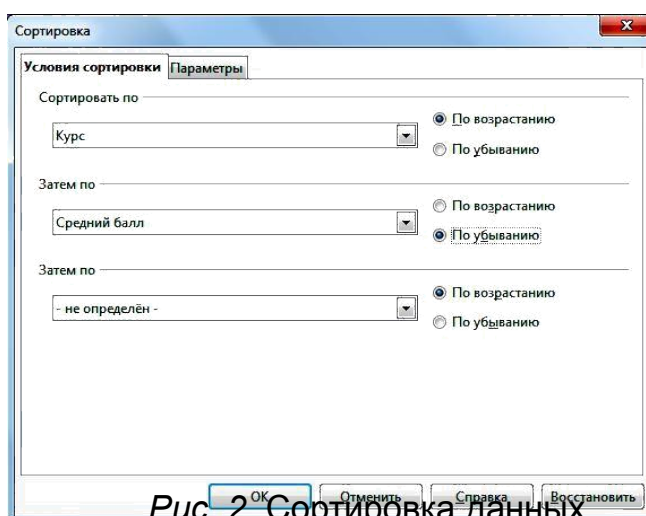 Сортировка
Условия сортировки Параметры
Сортировать по
Курс
По возрастанию
По убыванию
Затем по
Средний балл
По возрастанию
По убыванию
Затем по
- не определён -
По возрастанию
По убыванию
OK Отменить Справка Восстановить
Рис. 2. Сортировка данных